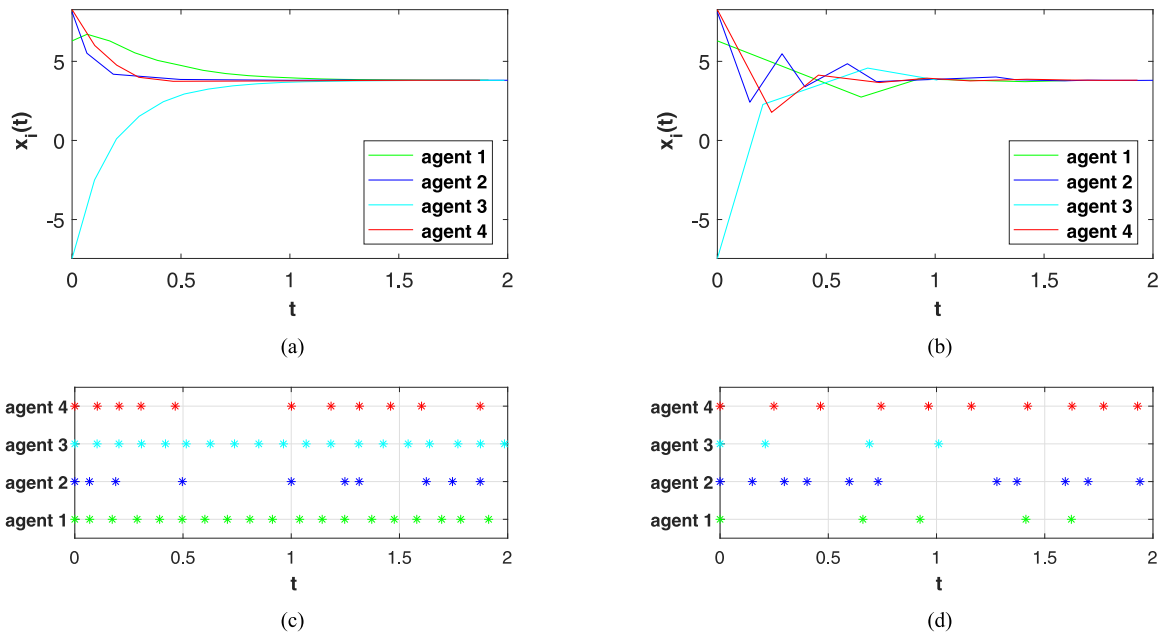 5
0
-5
x_i(t)
agent 1
agent 2
agent 3
agent 4
0 0.5 1 1.5 2
t
(a)
5
0
-5
x_i(t)
agent 1
agent 2
agent 3
agent 4
0 0.5 1 1.5 2
t
(b)
agent 4
agent 3
agent 2
agent 1
0 0.5 1 1.5 2
t
(c)
agent 4
agent 3
agent 2
agent 1
0 0.5 1 1.5 2
t
(d)